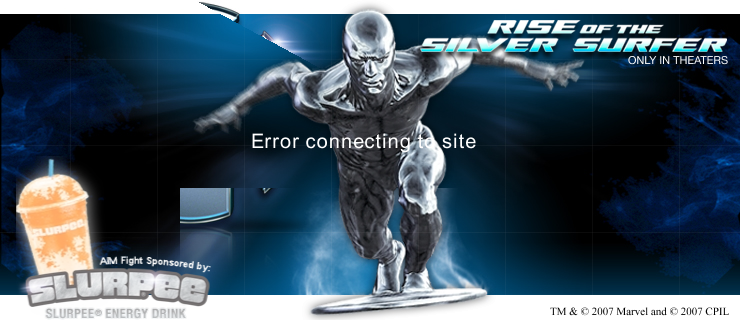 RISE OF THE
SILVER SURFER
ONLY IN THEATERS
Error connecting to site
SLURPEE
AIM Fight Sponsored by:
SLURPEE
SLURPEE® ENERGY DRINK
TM & © 2007 Marvel and © 2007 CPIL